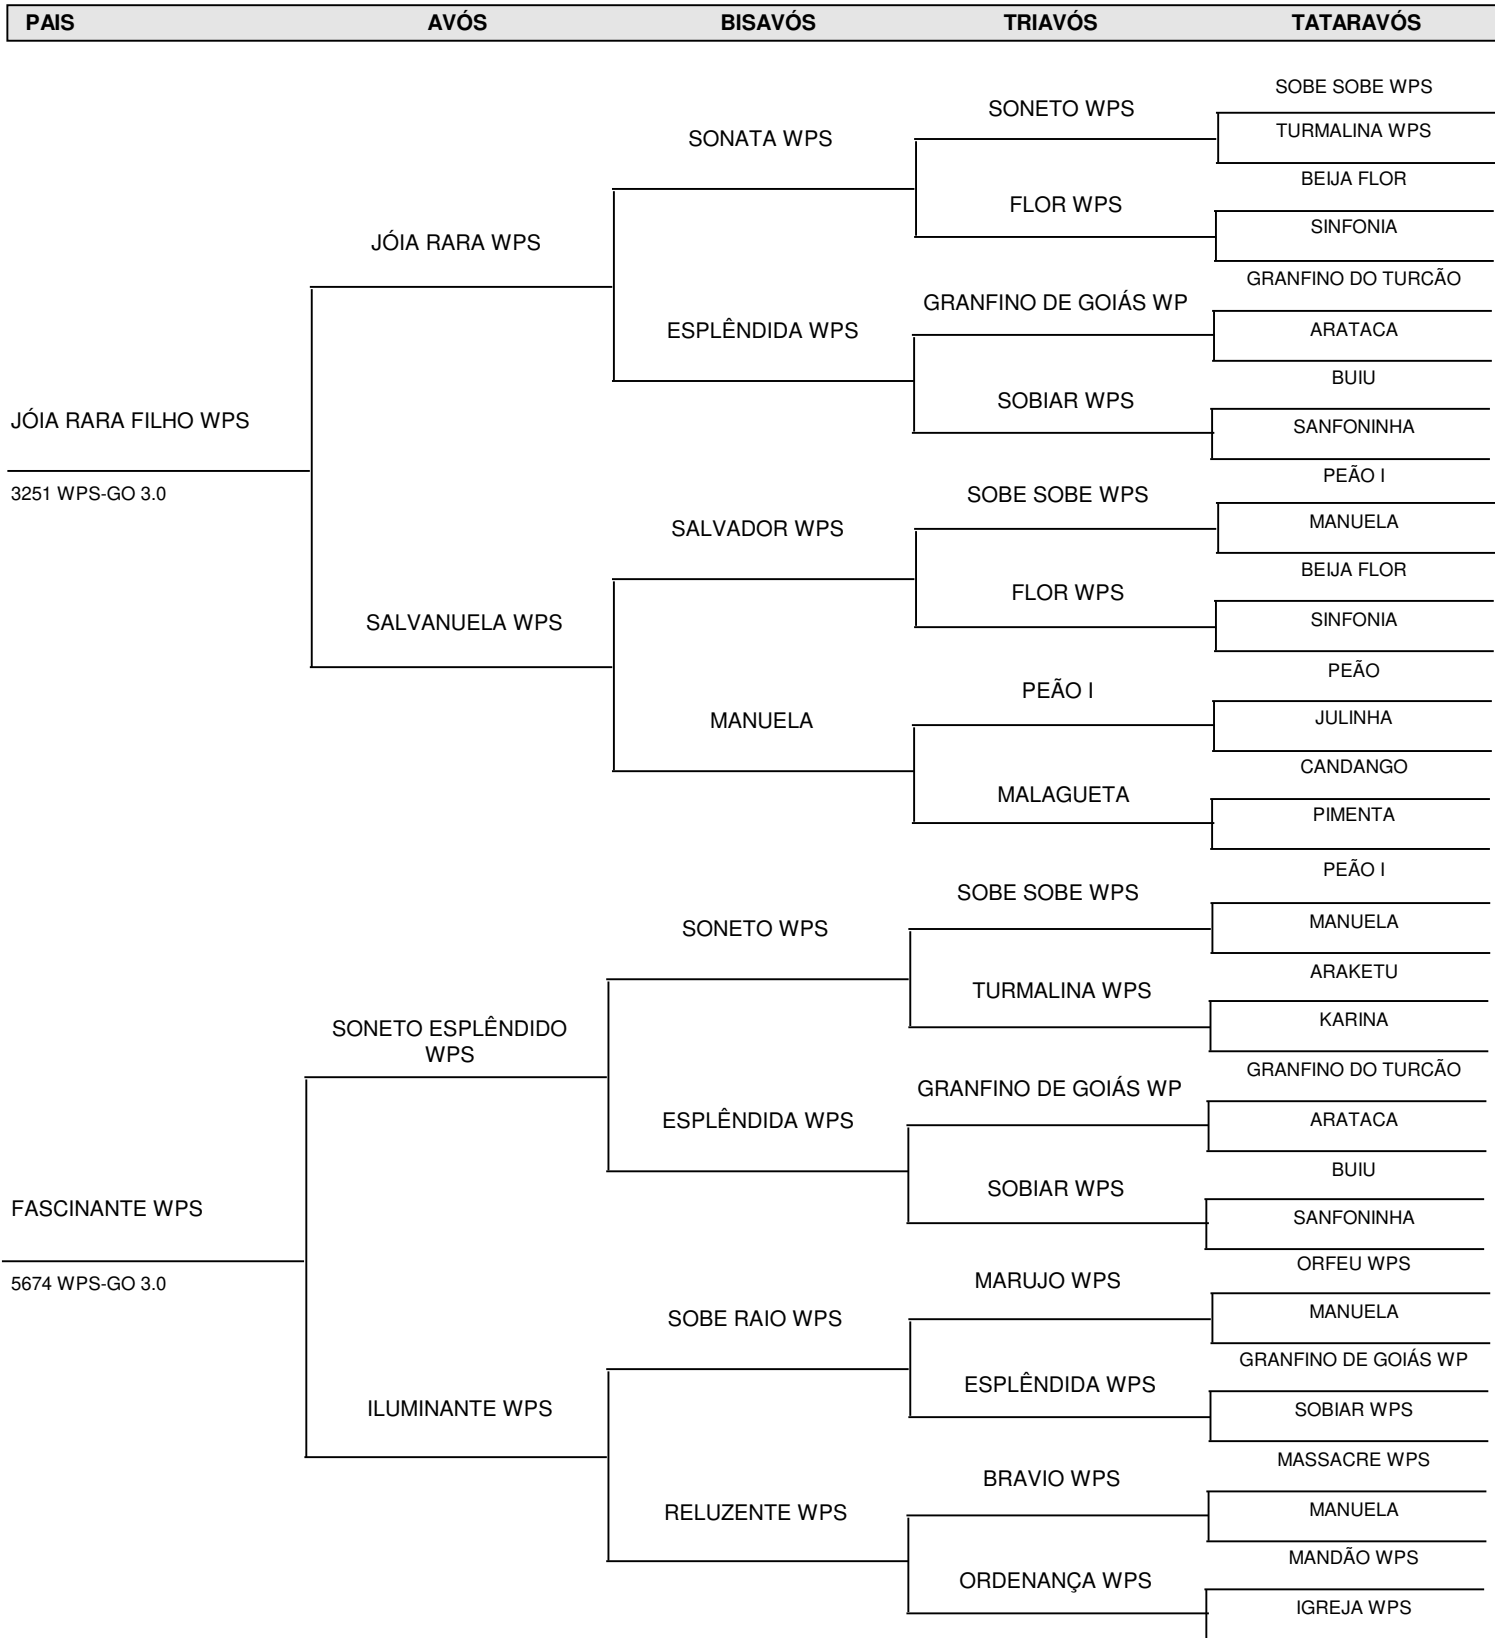 PAIS AVÓS BISAVÓS TRIAVÓS TATARAVÓS
SOBE SOBE WPS
SONETO WPS
TURMALINA WPS
SONATA WPS
BEIJA FLOR
FLOR WPS
SINFONIA
JÓIA RARA WPS
GRANFINO DO TURCÃO
GRANFINO DE GOIÁS WP
ARATACA
ESPLÊNDIDA WPS
BUIU
SOBIAR WPS
SANFONINHA
JÓIA RARA FILHO WPS
3251 WPS-GO 3.0
PEÃO I
SOBE SOBE WPS
MANUELA
SALVADOR WPS
BEIJA FLOR
FLOR WPS
SINFONIA
SALVANUELA WPS
PEÃO
PEÃO I
JULINHA
MANUELA
CANDANGO
MALAGUETA
PIMENTA
PEÃO I
SOBE SOBE WPS
MANUELA
SONETO WPS
ARAKETU
TURMALINA WPS
KARINA
SONETO ESPLÊNDIDO
WPS
GRANFINO DO TURCÃO
GRANFINO DE GOIÁS WP
ARATACA
ESPLÊNDIDA WPS
BUIU
SOBIAR WPS
SANFONINHA
FASCINANTE WPS
5674 WPS-GO 3.0
ORFEU WPS
MARUJO WPS
MANUELA
SOBE RAIO WPS
GRANFINO DE GOIÁS WP
ESPLÊNDIDA WPS
SOBIAR WPS
ILUMINANTE WPS
MASSACRE WPS
BRAVIO WPS
MANUELA
RELUZENTE WPS
MANDÃO WPS
ORDENANÇA WPS
IGREJA WPS